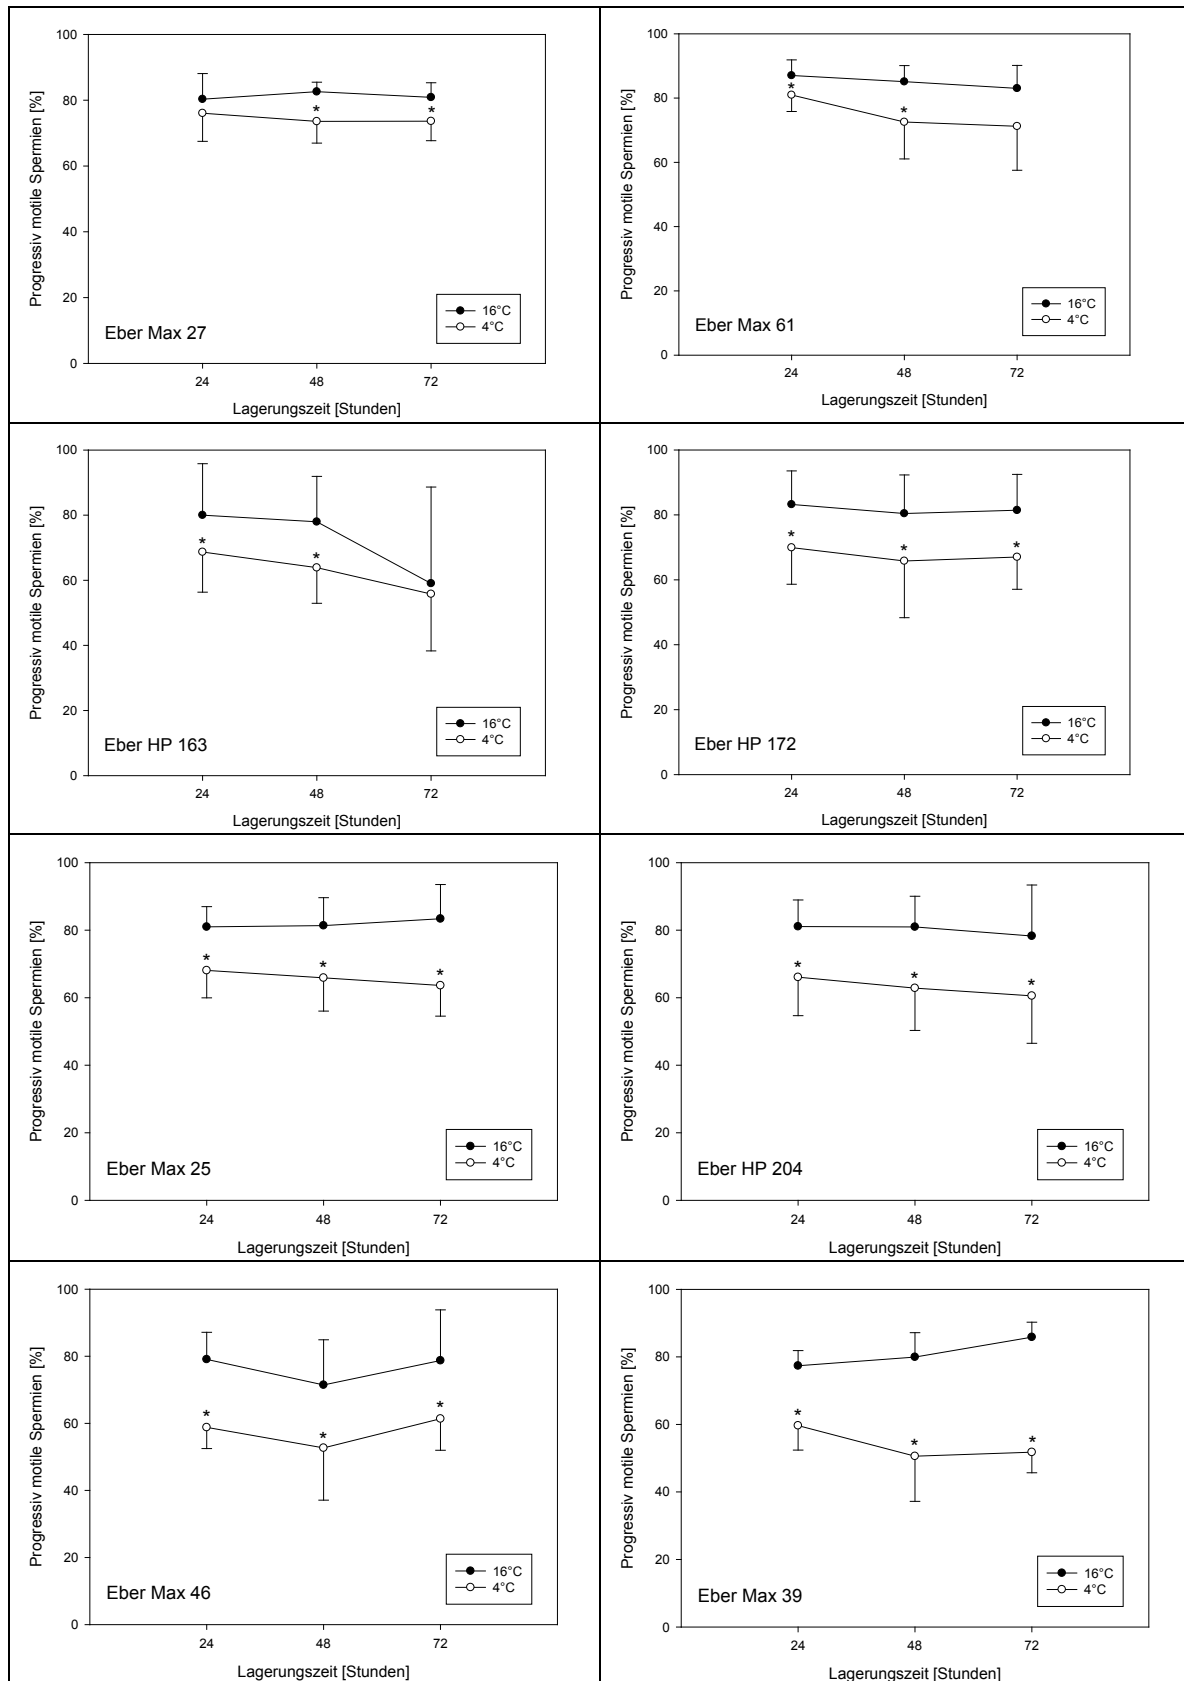 Progressiv motile Spermien [%]
100
80
60
40
20
0
*
*
16°C
4°C
Eber Max 27
24
48
72
Lagerungszeit [Stunden]
Progressiv motile Spermien [%]
100
80
60
40
20
0
*
*
16°C
4°C
Eber Max 61
24
48
72
Lagerungszeit [Stunden]
Progressiv motile Spermien [%]
100
80
60
40
20
0
*
*
16°C
4°C
Eber HP 163
24
48
72
Lagerungszeit [Stunden]
Progressiv motile Spermien [%]
100
80
60
40
20
0
*
*
*
16°C
4°C
Eber HP 172
24
48
72
Lagerungszeit [Stunden]
Progressiv motile Spermien [%]
100
80
60
40
20
0
*
*
*
16°C
4°C
Eber Max 25
24
48
72
Lagerungszeit [Stunden]
Progressiv motile Spermien [%]
100
80
60
40
20
0
*
*
*
16°C
4°C
Eber HP 204
24
48
72
Lagerungszeit [Stunden]
Progressiv motile Spermien [%]
100
80
60
40
20
0
*
*
*
16°C
4°C
Eber Max 46
24
48
72
Lagerungszeit [Stunden]
Progressiv motile Spermien [%]
100
80
60
40
20
0
*
*
*
16°C
4°C
Eber Max 39
24
48
72
Lagerungszeit [Stunden]